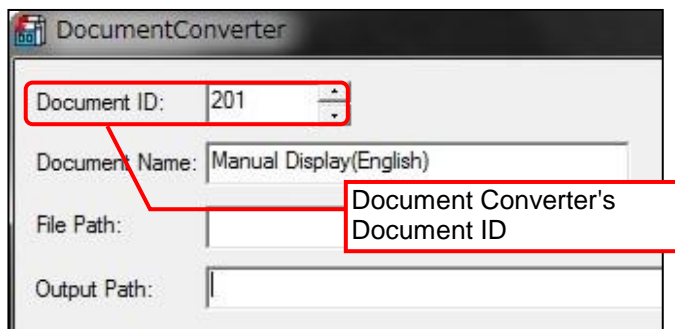 DocumentConverter
Document ID: 201
Document Name: Manual Display(English)
Document Converter's
Document ID
File Path:
Output Path: